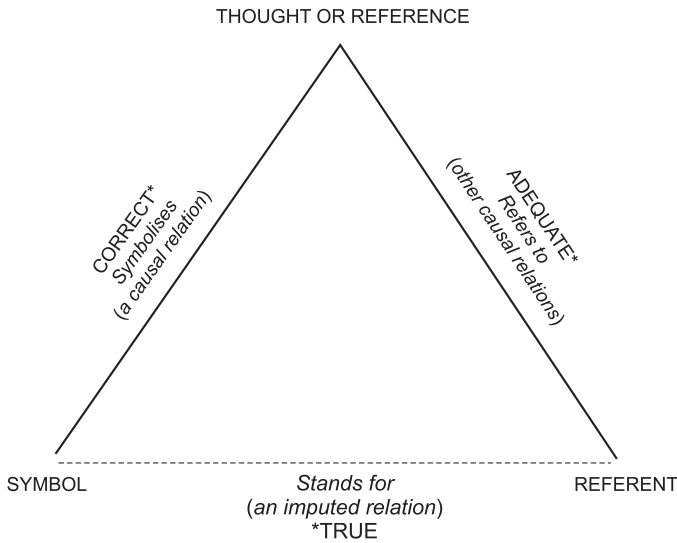 THOUGHT OR REFERENCE
CORRECT*
Symbolises
(a causal relation)
ADEQUATE*
Refers to
(other causal relations)
SYMBOL
Stands for
(an imputed relation)
*TRUE
REFERENT